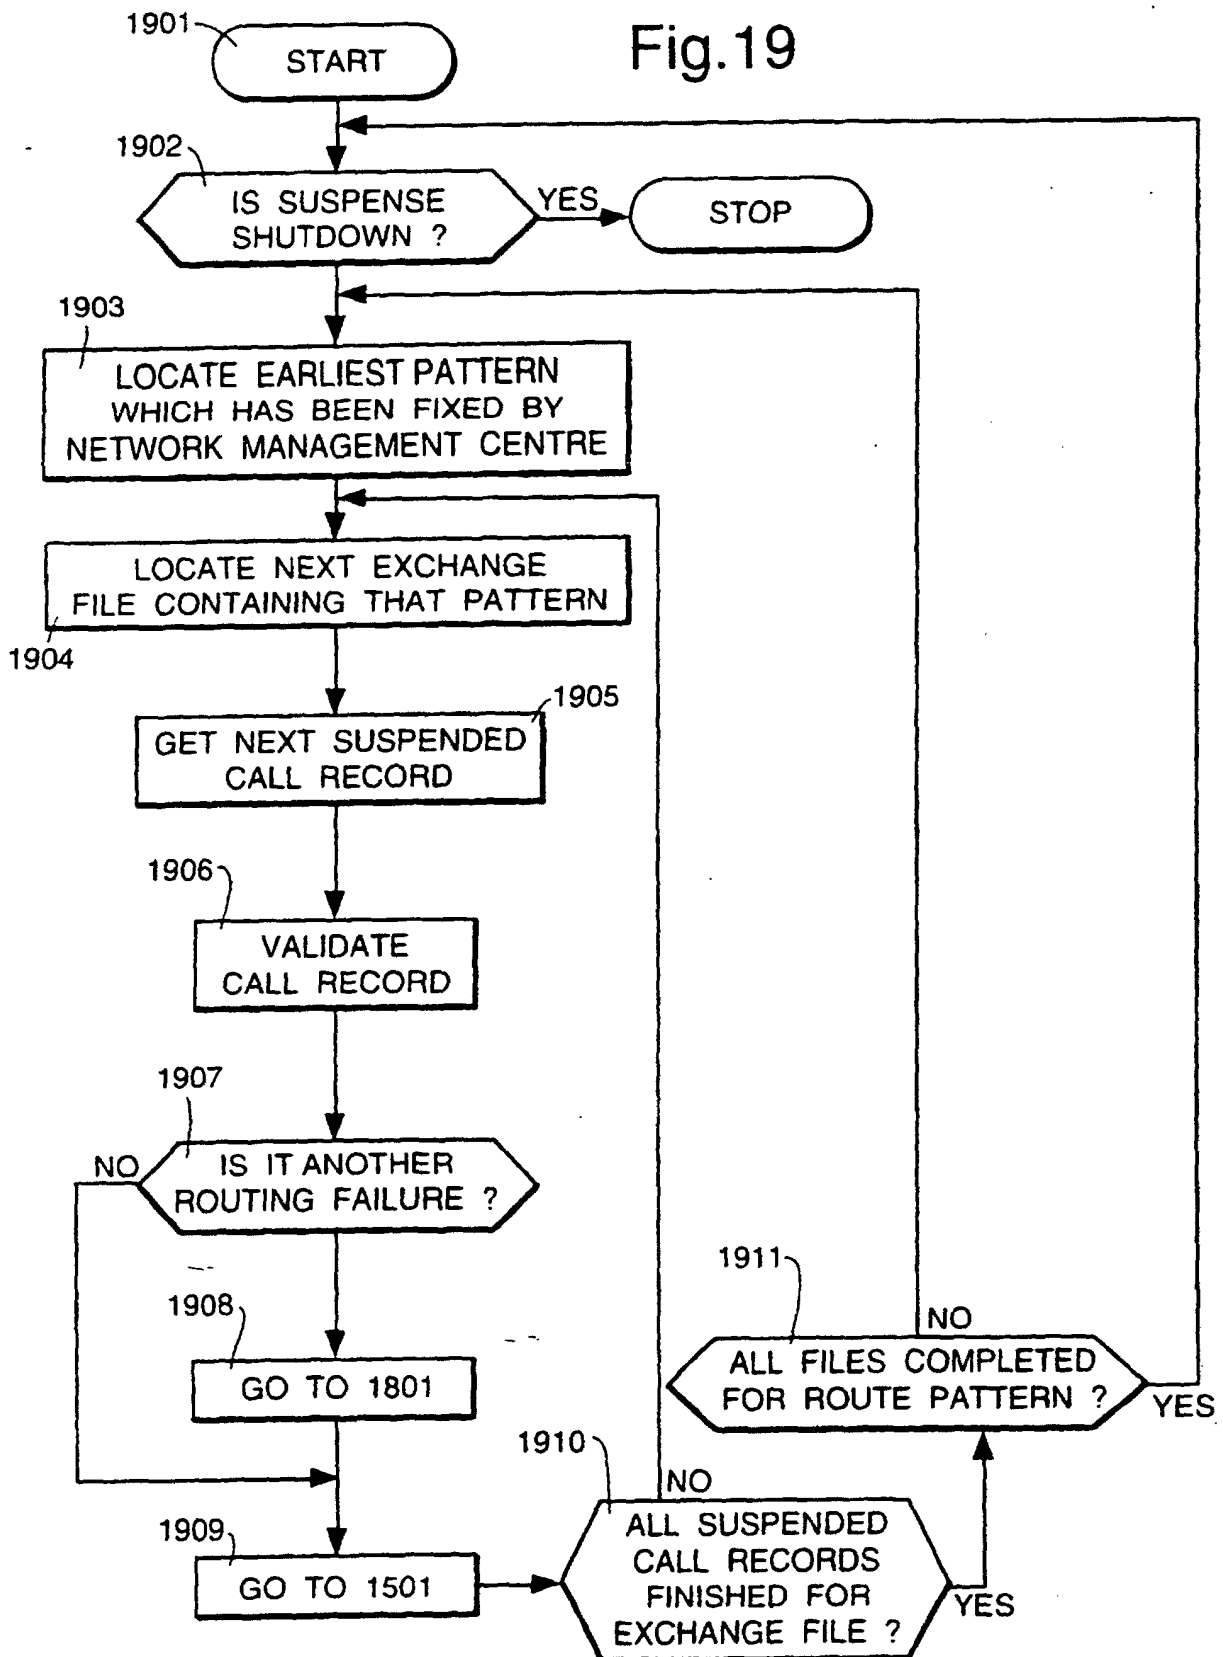 Fig.19
1901
START
1902
IS SUSPENSE
SHUTDOWN ?
YES
STOP
1903
LOCATE EARLIEST PATTERN
WHICH HAS BEEN FIXED BY
NETWORK MANAGEMENT CENTRE
LOCATE NEXT EXCHANGE
FILE CONTAINING THAT PATTERN
1904
1905
GET NEXT SUSPENDED
CALL RECORD
1906
VALIDATE
CALL RECORD
1907
NO
IS IT ANOTHER
ROUTING FAILURE ?
1908
GO TO 1801
1909
GO TO 1501
1910
NO
ALL SUSPENDED
CALL RECORDS
FINISHED FOR
EXCHANGE FILE ?
YES
1911
NO
ALL FILES COMPLETED
FOR ROUTE PATTERN ?
YES